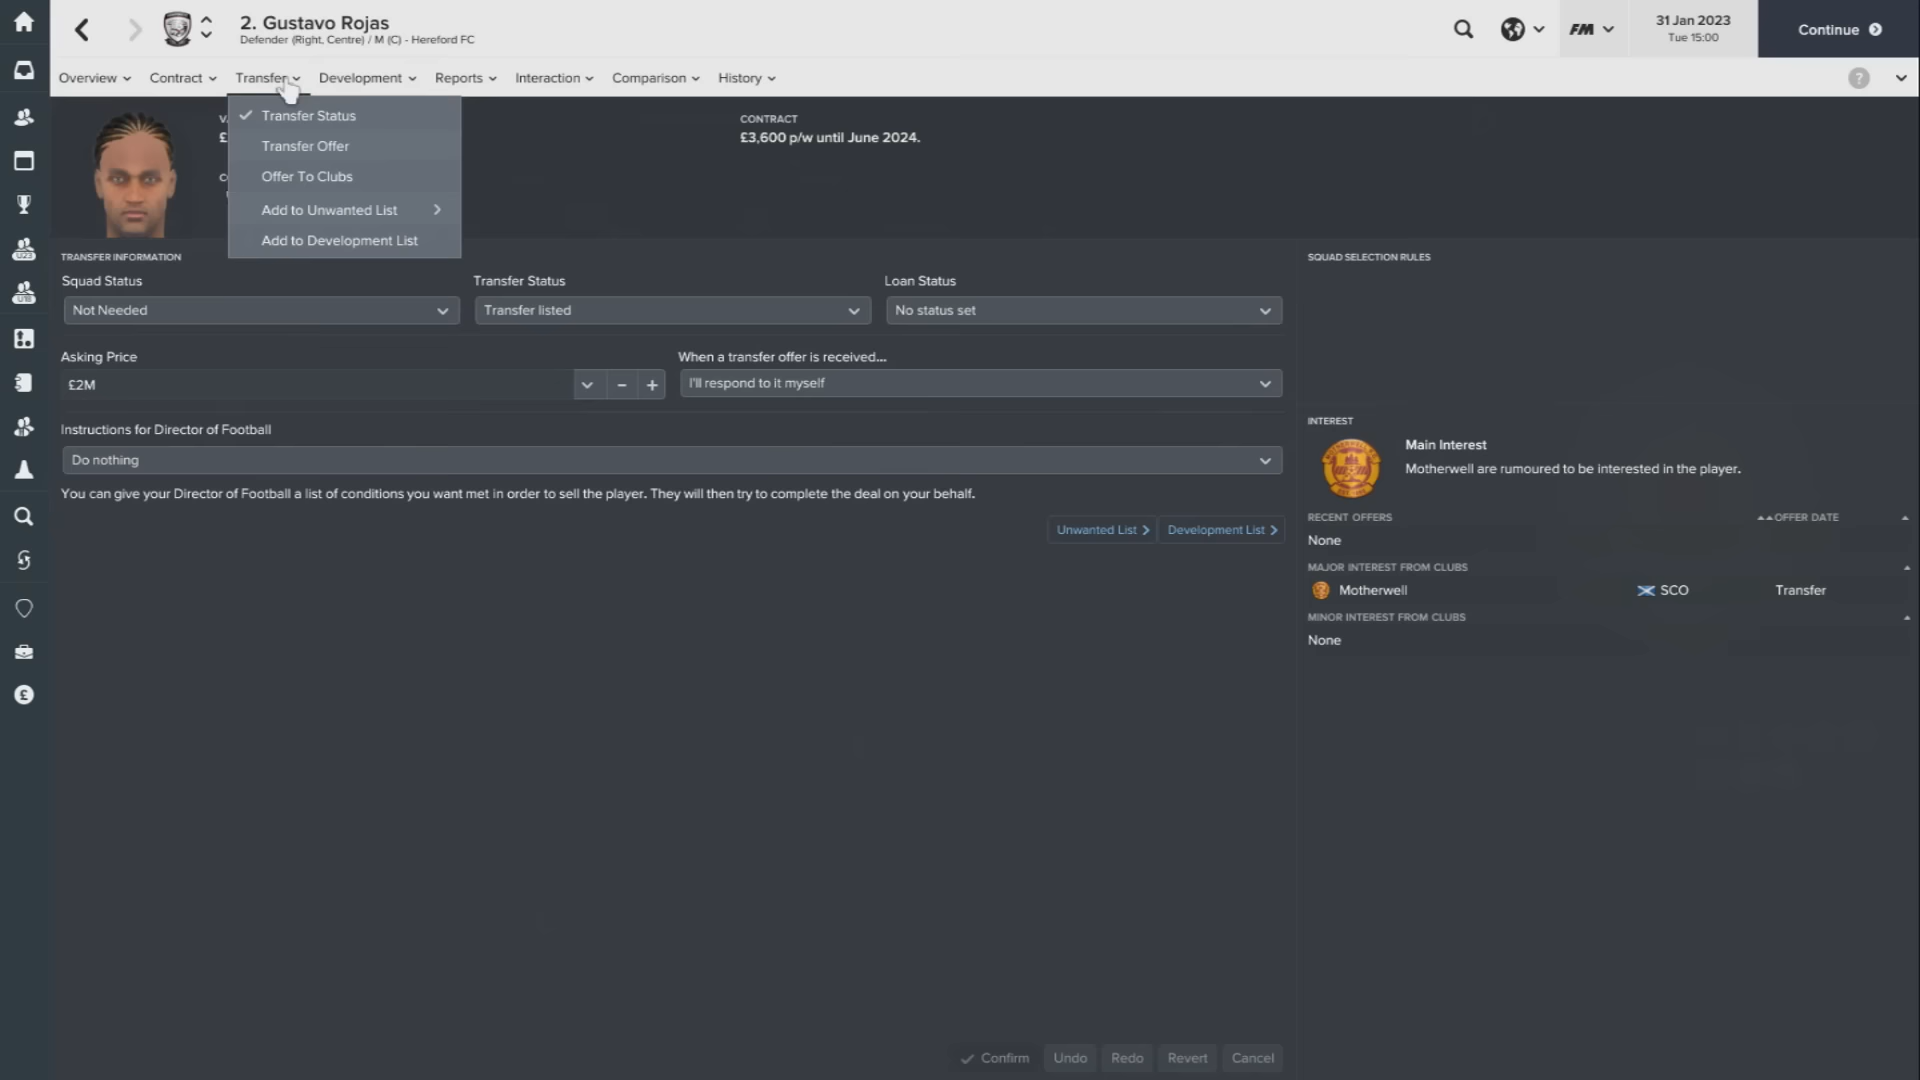 2. Gustavo Rojas
Defender (Right, Centre) / M (C) - Hereford FC
FM
31 Jan 2023
Tue 15:00
Continue
Overview
Contract
Transfer
Development
Reports
Interaction
Comparison
History
?
Transfer Status
Transfer Offer
Offer To Clubs
Add to Unwanted List
Add to Development List
CONTRACT
£3,600 p/w until June 2024.
TRANSFER INFORMATION
Squad Status
Transfer Status
Loan Status
Not Needed
Transfer listed
No status set
Asking Price
When a transfer offer is received...
£2M
I'll respond to it myself
Instructions for Director of Football
Do nothing
You can give your Director of Football a list of conditions you want met in order to sell the player. They will then try to complete the deal on your behalf.
Unwanted List
Development List
SQUAD SELECTION RULES
INTEREST
Main Interest
Motherwell are rumoured to be interested in the player.
RECENT OFFERS
OFFER DATE
None
MAJOR INTEREST FROM CLUBS
Motherwell
SCO
Transfer
MINOR INTEREST FROM CLUBS
None
Confirm
Undo
Redo
Revert
Cancel
U23
U18
£